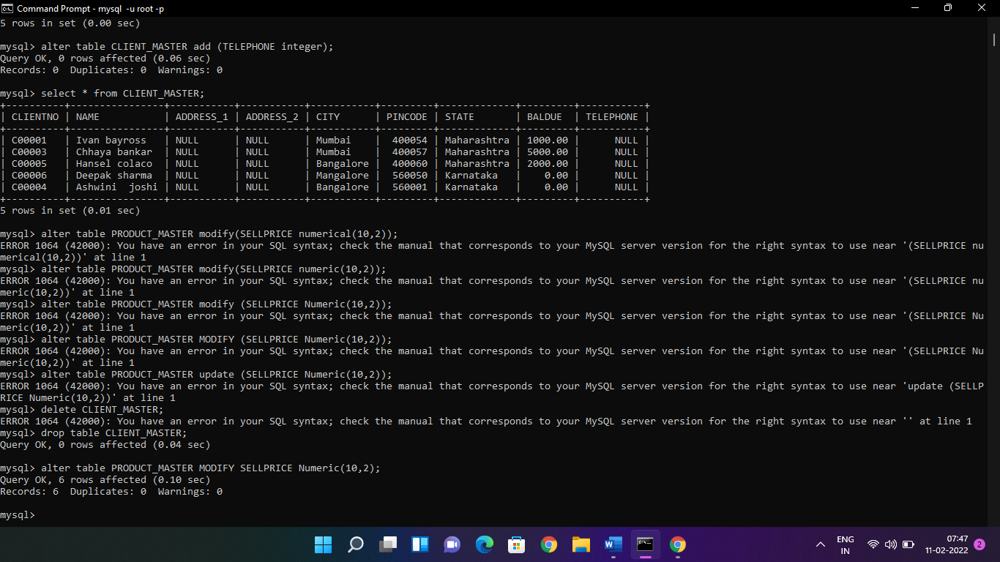 Command Prompt - mysql -u root -p
5 rows in set (0.00 sec)
mysql> alter table CLIENT_MASTER add (TELEPHONE integer);
Query OK, 0 rows affected (0.06 sec)
Records: 0  Duplicates: 0  Warnings: 0
mysql> select * from CLIENT_MASTER;
+----------+---------------+-----------+-----------+-----------+---------+-------------+---------+-----------+
| CLIENTNO | NAME          | ADDRESS_1 | ADDRESS_2 | CITY      | PINCODE | STATE       | BALDUE  | TELEPHONE |
+----------+---------------+-----------+-----------+-----------+---------+-------------+---------+-----------+
| C00001   | Ivan bayross  | NULL      | NULL      | Mumbai    |  400054 | Maharashtra | 1000.00 |      NULL |
| C00003   | Chhaya bankar | NULL      | NULL      | Mumbai    |  400057 | Maharashtra | 5000.00 |      NULL |
| C00005   | Hansel colaco | NULL      | NULL      | Bangalore |  400060 | Maharashtra | 2000.00 |      NULL |
| C00006   | Deepak sharma | NULL      | NULL      | Mangalore |  560050 | Karnataka   |    0.00 |      NULL |
| C00004   | Ashwini  joshi | NULL      | NULL      | Bangalore |  560001 | Karnataka   |    0.00 |      NULL |
+----------+---------------+-----------+-----------+-----------+---------+-------------+---------+-----------+
5 rows in set (0.01 sec)
mysql> alter table PRODUCT_MASTER modify(SELLPRICE numerical(10,2));
ERROR 1064 (42000): You have an error in your SQL syntax; check the manual that corresponds to your MySQL server version for the right syntax to use near '(SELLPRICE nu
merical(10,2))' at line 1
mysql> alter table PRODUCT_MASTER modify(SELLPRICE numeric(10,2));
ERROR 1064 (42000): You have an error in your SQL syntax; check the manual that corresponds to your MySQL server version for the right syntax to use near '(SELLPRICE nu
meric(10,2))' at line 1
mysql> alter table PRODUCT_MASTER modify (SELLPRICE Numeric(10,2));
ERROR 1064 (42000): You have an error in your SQL syntax; check the manual that corresponds to your MySQL server version for the right syntax to use near '(SELLPRICE Nu
meric(10,2))' at line 1
mysql> alter table PRODUCT_MASTER MODIFY (SELLPRICE Numeric(10,2));
ERROR 1064 (42000): You have an error in your SQL syntax; check the manual that corresponds to your MySQL server version for the right syntax to use near '(SELLPRICE Nu
meric(10,2))' at line 1
mysql> alter table PRODUCT_MASTER update (SELLPRICE Numeric(10,2));
ERROR 1064 (42000): You have an error in your SQL syntax; check the manual that corresponds to your MySQL server version for the right syntax to use near 'update (SELLP
RICE Numeric(10,2))' at line 1
mysql> delete CLIENT_MASTER;
ERROR 1064 (42000): You have an error in your SQL syntax; check the manual that corresponds to your MySQL server version for the right syntax to use near '' at line 1
mysql> drop table CLIENT_MASTER;
Query OK, 0 rows affected (0.04 sec)
mysql> alter table PRODUCT_MASTER MODIFY SELLPRICE Numeric(10,2);
Query OK, 6 rows affected (0.10 sec)
Records: 6  Duplicates: 0  Warnings: 0
mysql>
ENG
IN
07:47
11-02-2022
2